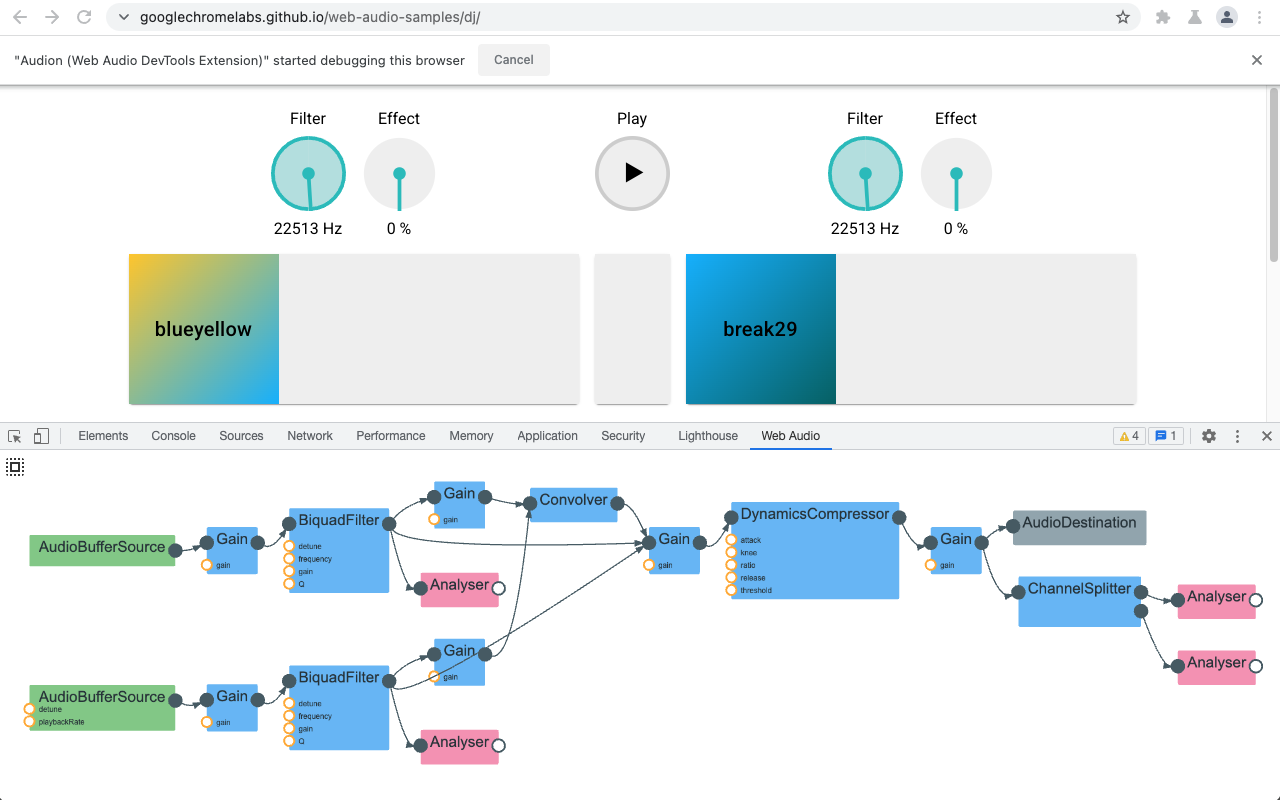 googlechromelabs.github.io/web-audio-samples/dj/
"Audion (Web Audio DevTools Extension)" started debugging this browser
Cancel
Filter Effect Play Filter Effect
22513 Hz 0 % 22513 Hz 0 %
blueyellow break29
Elements Console Sources Network Performance Memory Application Security Lighthouse Web Audio 4 1
AudioBufferSource
Gain
gain
BiquadFilter
detune
frequency
gain
Q
Gain
gain
Convolver
Analyser
Gain
gain
DynamicsCompressor
attack
knee
ratio
release
threshold
Gain
gain
AudioDestination
ChannelSplitter
Analyser
Analyser
AudioBufferSource
detune
playbackRate
Gain
gain
BiquadFilter
detune
frequency
gain
Q
Gain
gain
Analyser